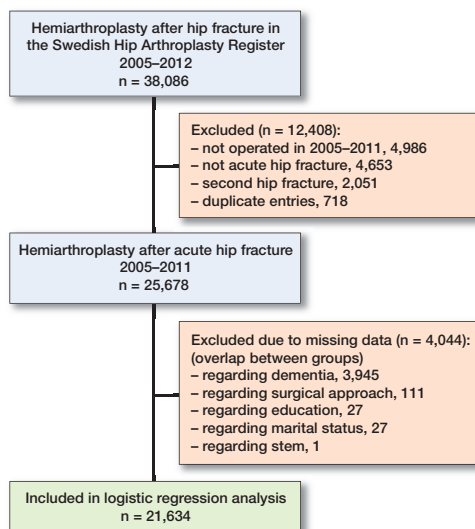 Hemiarthroplasty after hip fracture in
the Swedish Hip Arthroplasty Register
2005–2012
n = 38,086
Excluded (n = 12,408):
– not operated in 2005–2011, 4,986
– not acute hip fracture, 4,653
– second hip fracture, 2,051
– duplicate entries, 718
Hemiarthroplasty after acute hip fracture
2005–2011
n = 25,678
Excluded due to missing data (n = 4,044):
(overlap between groups)
– regarding dementia, 3,945
– regarding surgical approach, 111
– regarding education, 27
– regarding marital status, 27
– regarding stem, 1
Included in logistic regression analysis
n = 21,634